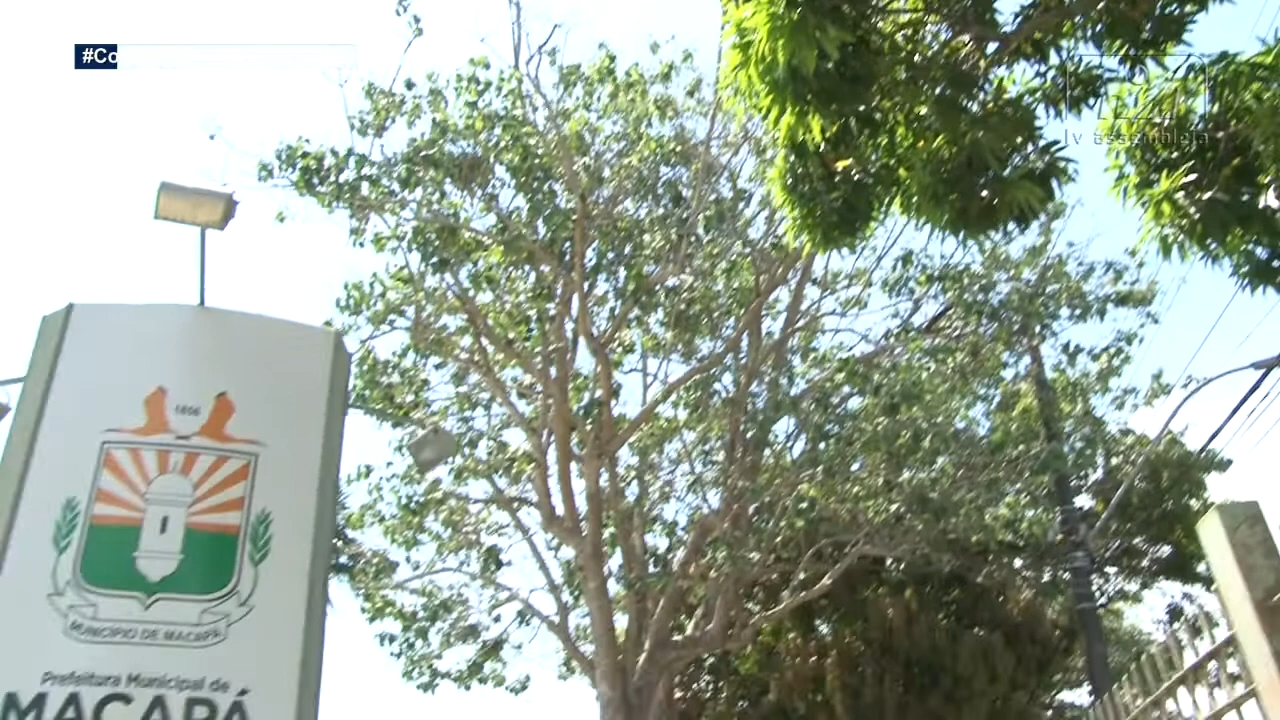 #Co
tv assembleia
1856
MUNICÍPIO DE MACAPÁ
Prefeitura Municipal de
MACAPÁ